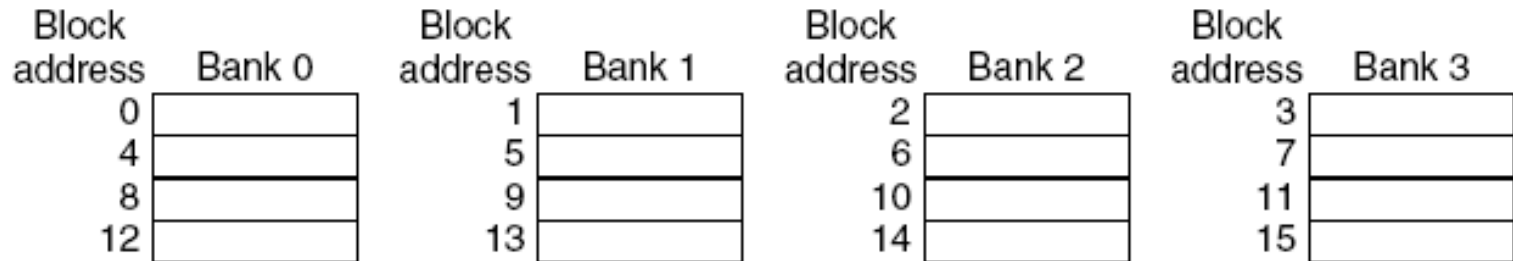 Block Block Block Block
address Bank 0 address Bank 1 address Bank 2 address Bank 3
0 1 2 3
4 5 6 7
8 9 10 11
12 13 14 15